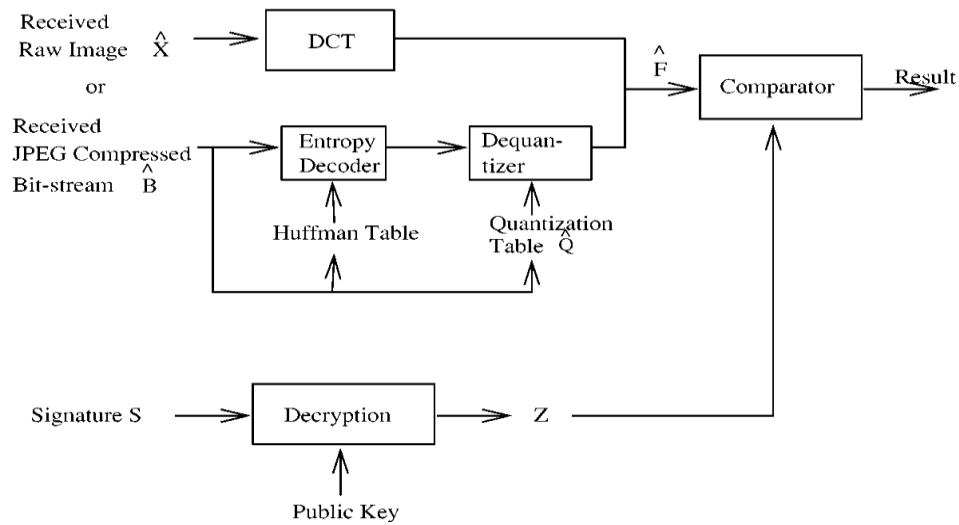 Received
Raw Image X̂
or
DCT
F̂
Comparator
Result
Received
JPEG Compressed
Bit-stream B̂
Entropy
Decoder
Dequan-
tizer
Huffman Table
Quantization
Table Q̂
Signature S
Decryption
Z
Public Key